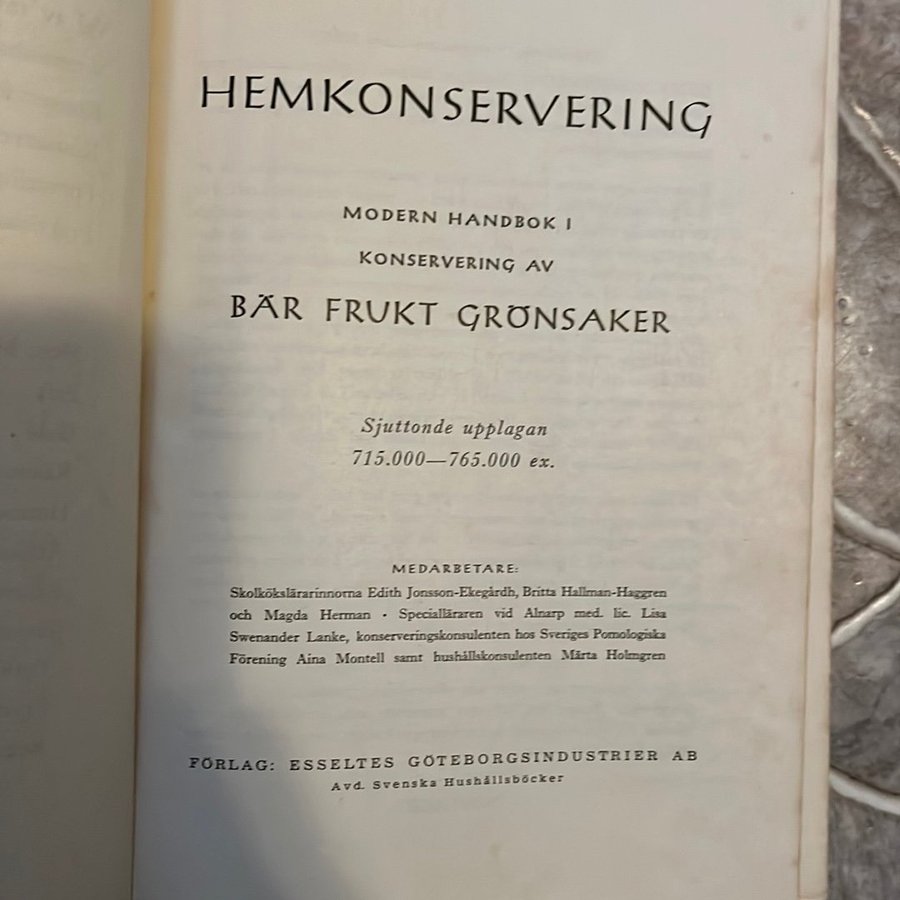 HEMKONSERVERING
MODERN HANDBOK I
KONSERVERING AV
BÄR FRUKT GRÖNSAKER
Sjuttonde upplagan
715.000—765.000 ex.
MEDARBETARE:
Skolkökslärarinnorna Edith Jonsson-Ekegårdh, Britta Hallman-Haggren
och Magda Herman · Specialläraren vid Alnarp med. lic. Lisa
Swenander Lanke, konserveringskonsulenten hos Sveriges Pomologiska
Förening Aina Montell samt hushållskonsulenten Märta Holmgren
FÖRLAG: ESSELTES GÖTEBORGSINDUSTRIER AB
Avd. Svenska Hushållsböcker